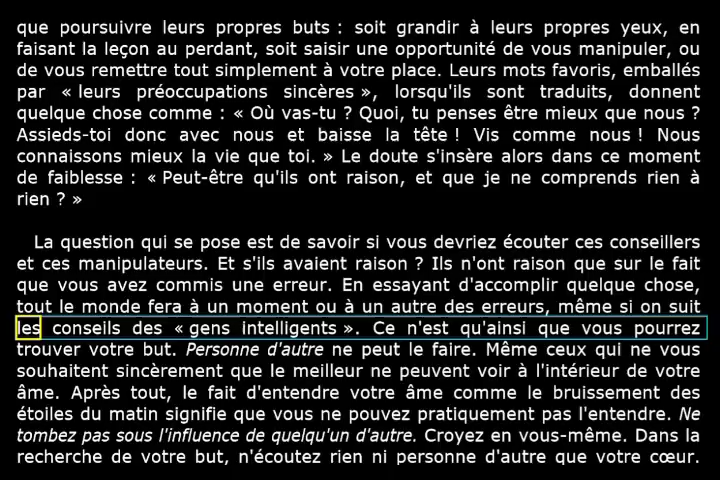 que poursuivre leurs propres buts : soit grandir à leurs propres yeux, en
faisant la leçon au perdant, soit saisir une opportunité de vous manipuler, ou
de vous remettre tout simplement à votre place. Leurs mots favoris, emballés
par « leurs préoccupations sincères », lorsqu'ils sont traduits, donnent
quelque chose comme : « Où vas-tu ? Quoi, tu penses être mieux que nous ?
Assieds-toi donc avec nous et baisse la tête ! Vis comme nous ! Nous
connaissons mieux la vie que toi. » Le doute s'insère alors dans ce moment
de faiblesse : « Peut-être qu'ils ont raison, et que je ne comprends rien à
rien ? »
La question qui se pose est de savoir si vous devriez écouter ces conseillers
et ces manipulateurs. Et s'ils avaient raison ? Ils n'ont raison que sur le fait
que vous avez commis une erreur. En essayant d'accomplir quelque chose,
tout le monde fera à un moment ou à un autre des erreurs, même si on suit
les conseils des « gens intelligents ». Ce n'est qu'ainsi que vous pourrez
trouver votre but. Personne d'autre ne peut le faire. Même ceux qui ne vous
souhaitent sincèrement que le meilleur ne peuvent voir à l'intérieur de votre
âme. Après tout, le fait d'entendre votre âme comme le bruissement des
étoiles du matin signifie que vous ne pouvez pratiquement pas l'entendre. Ne
tombez pas sous l'influence de quelqu'un d'autre. Croyez en vous-même. Dans la
recherche de votre but, n'écoutez rien ni personne d'autre que votre cœur.